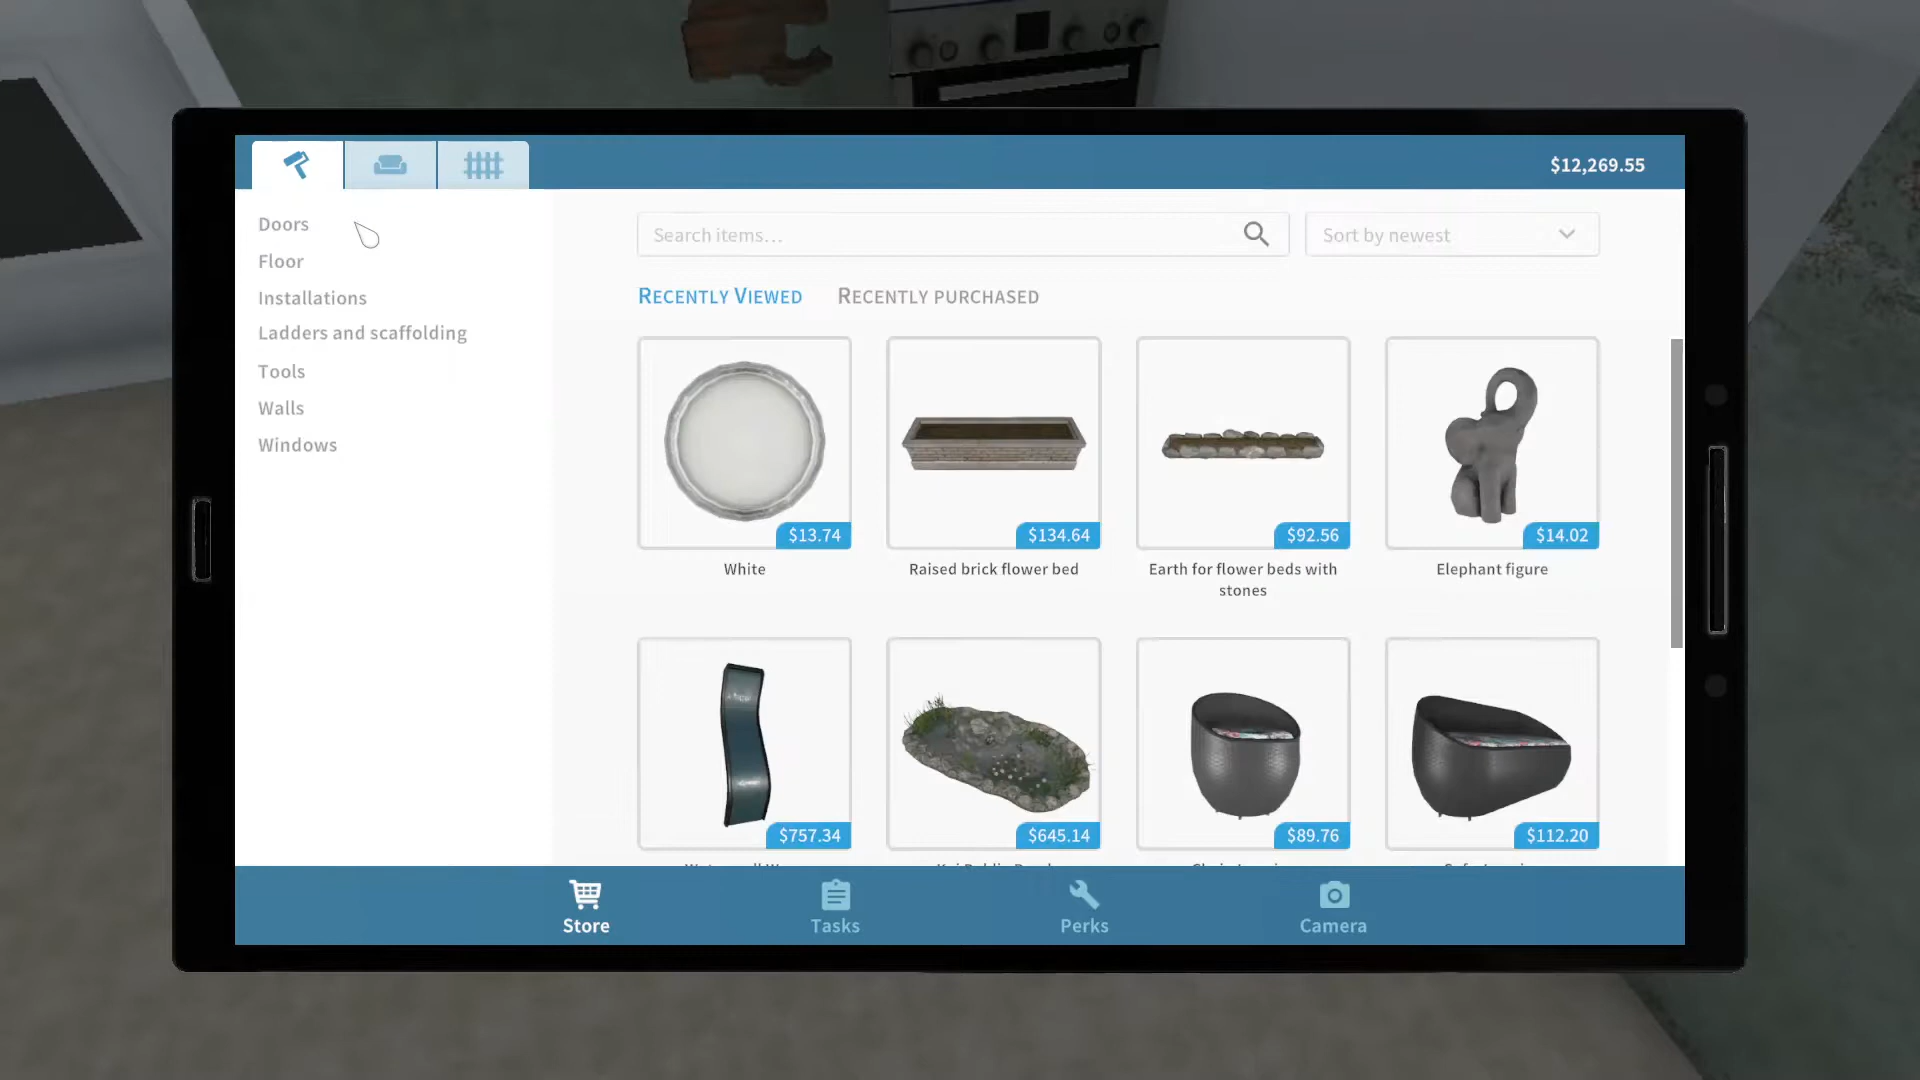 $12,269.55
Doors
Floor
Installations
Ladders and scaffolding
Tools
Walls
Windows
Search items...
Sort by newest
RECENTLY VIEWED
RECENTLY PURCHASED
$13.74
$134.64
$92.56
$14.02
White
Raised brick flower bed
Earth for flower beds with
stones
Elephant figure
$757.34
$645.14
$89.76
$112.20
Store
Tasks
Perks
Camera